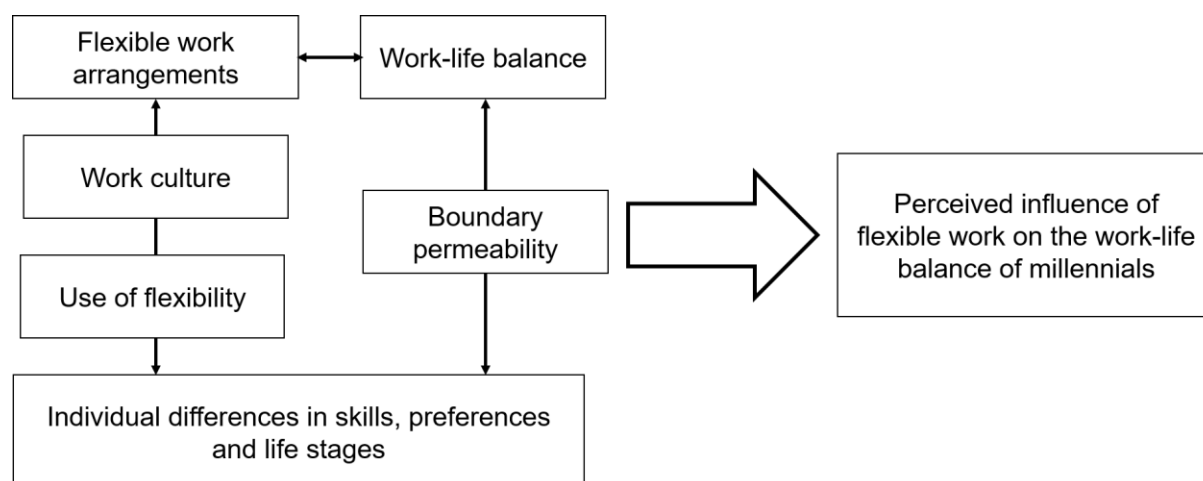 Flexible work
arrangements
Work-life balance
Work culture
Boundary
permeability
Use of flexibility
Individual differences in skills, preferences
and life stages
Perceived influence of
flexible work on the work-life
balance of millennials